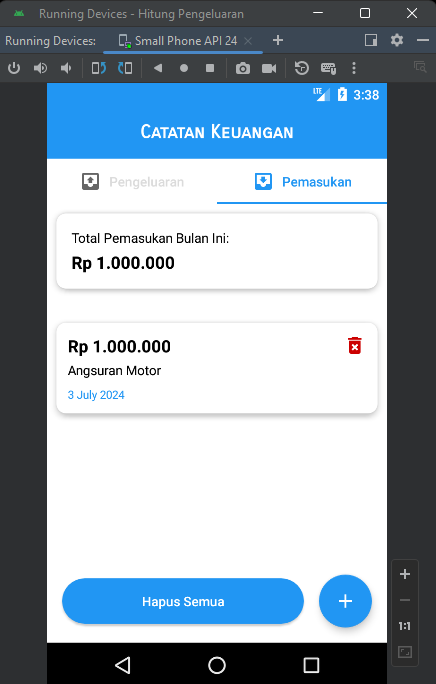 Running Devices - Hitung Pengeluaran
Running Devices: Small Phone API 24
1:1
LTE 3:38
Catatan Keuangan
Pengeluaran Pemasukan
Total Pemasukan Bulan Ini:
Rp 1.000.000
Rp 1.000.000
Angsuran Motor
3 July 2024
Hapus Semua